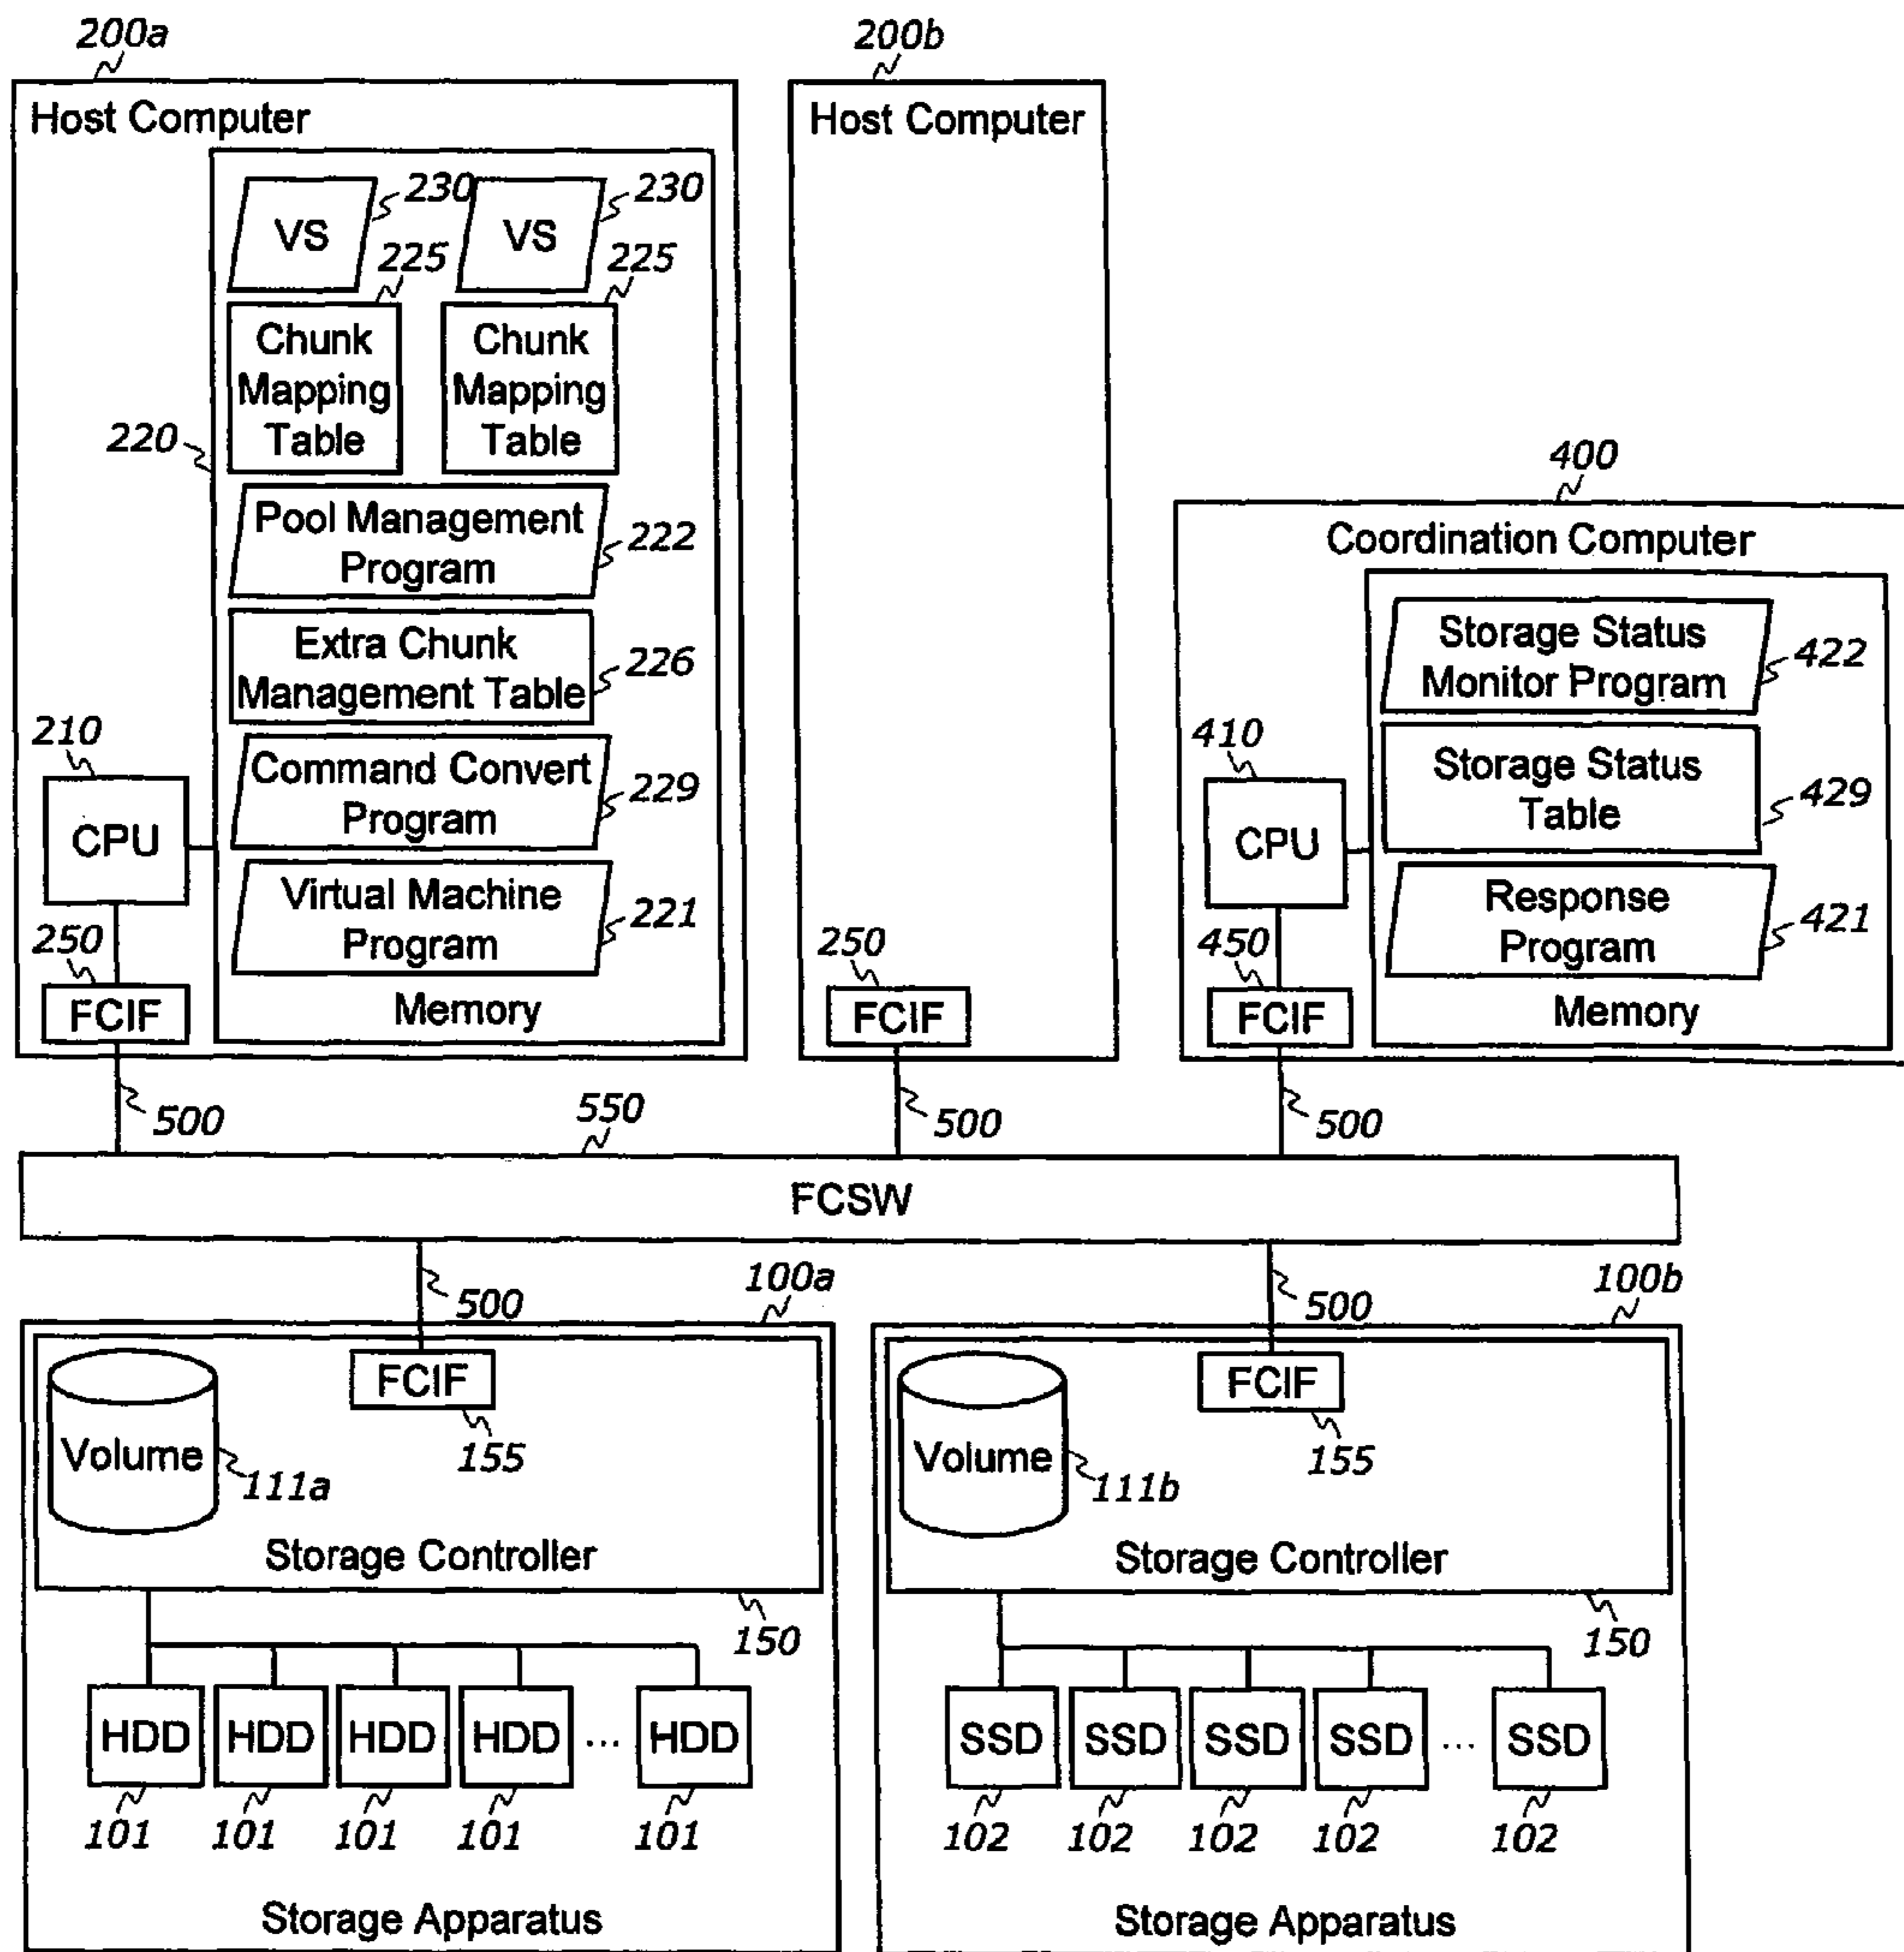 200a
200b
Host Computer
Host Computer
VS
230
VS
230
225
225
Chunk
Mapping
Table
Chunk
Mapping
Table
220
Pool Management
Program
222
Extra Chunk
Management Table
226
210
CPU
Command Convert
Program
229
Virtual Machine
Program
221
250
FCIF
Memory
250
FCIF
400
Coordination Computer
Storage Status
Monitor Program
422
410
CPU
Storage Status
Table
429
Response
Program
421
450
FCIF
Memory
500
550
500
500
FCSW
500
100a
500
100b
Volume
111a
FCIF
155
Storage Controller
150
HDD
HDD
HDD
HDD
...
HDD
101
101
101
101
101
Storage Apparatus
Volume
111b
FCIF
155
Storage Controller
150
SSD
SSD
SSD
SSD
...
SSD
102
102
102
102
102
Storage Apparatus